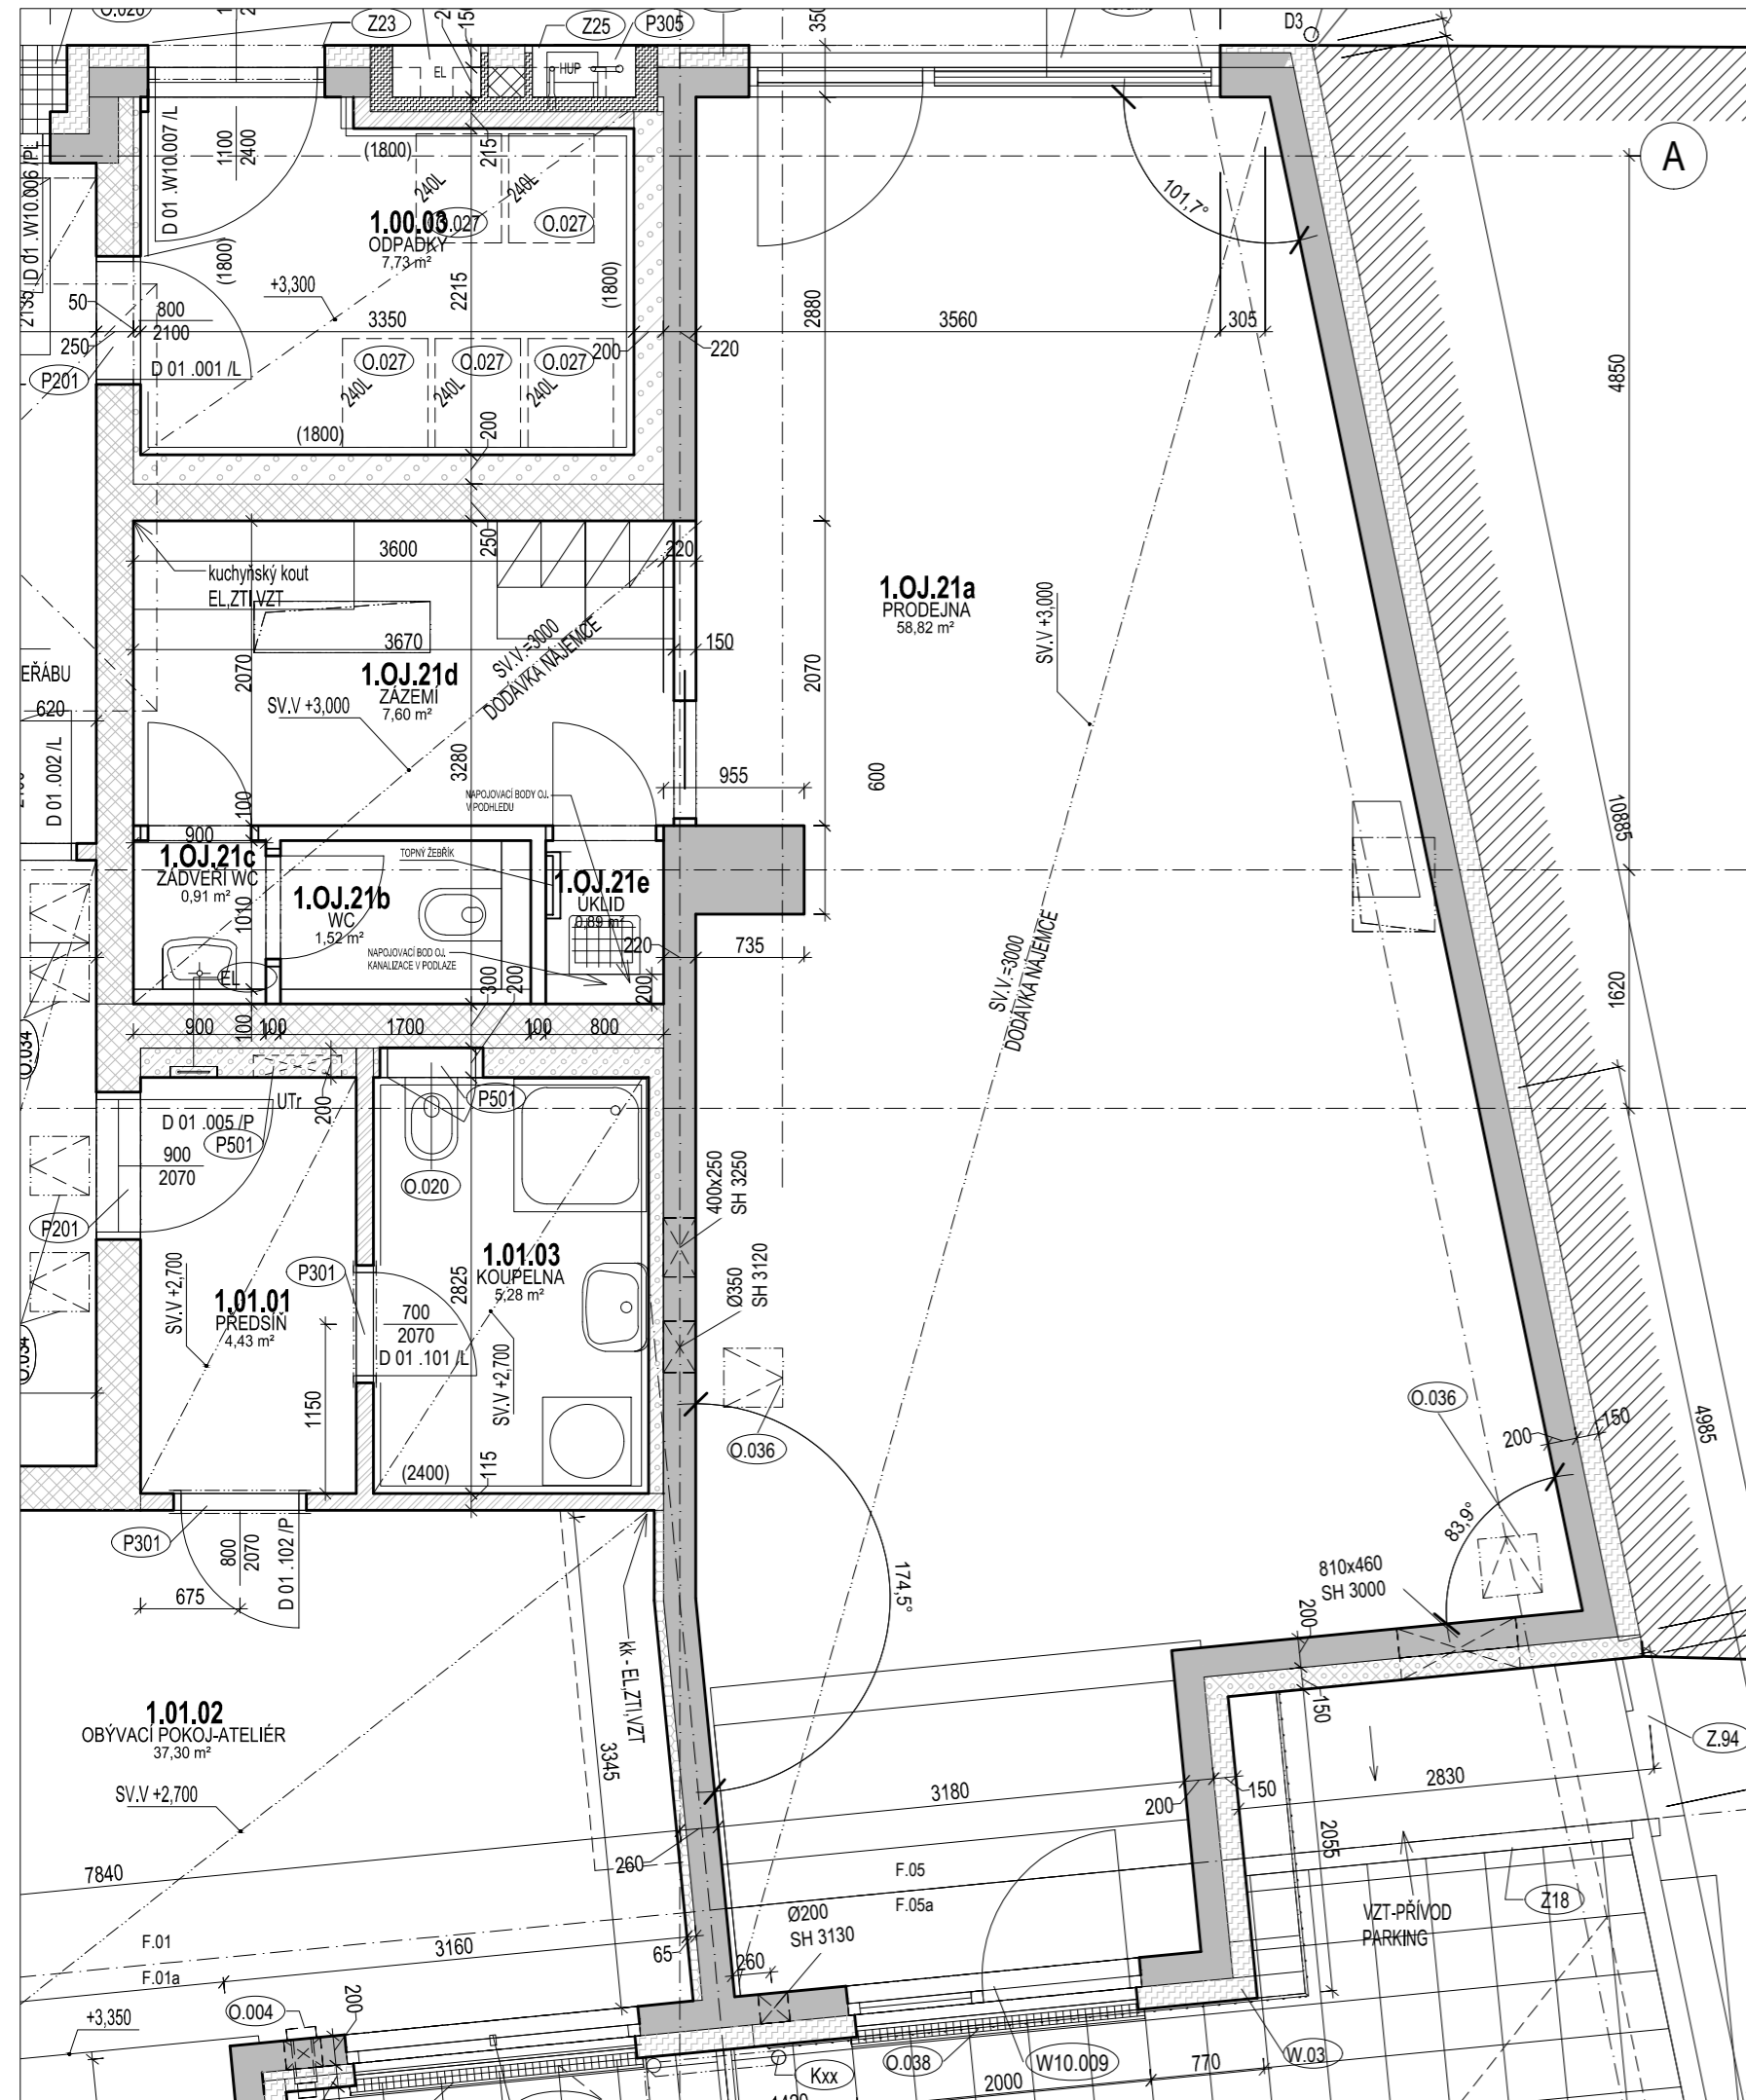 Z23
Z25
P305
D3
EL
HUP
A
D 01 .W10.007 /L
1100
2400
(1800)
215
240L
240L
101,7°
1.00.03
ODPADKY
7,73 m²
O.027
O.027
(1800)
(1800)
+3,300
2215
2880
50
800
2100
3350
3560
305
250
200
220
P201
D 01 .001 /L
O.027
O.027
O.027
240L
240L
240L
4850
(1800)
200
250
3600
220
kuchyňský kout
EL,ZTI,VZT
1.OJ.21a
PRODEJNA
58,82 m²
SV.V +3,000
3670
150
SV.V.=3000
DODÁVKA NÁJEMCE
2070
2070
1.OJ.21d
ZÁZEMÍ
7,60 m²
SV.V +3,000
620
D 01 .002 /L
3280
955
600
NAPOJOVACÍ BODY OJ.
V PODHLEDU
100
900
10885
1.OJ.21c
ZÁDVEŘÍ WC
0,91 m²
TOPNÝ ŽEBŘÍK
1.OJ.21b
WC
1,52 m²
1.OJ.21e
ÚKLID
0,89 m²
1010
NAPOJOVACÍ BOD OJ.
KANALIZACE V PODLAZE
220
735
EL
300
200
200
SV.V.=3000
DODÁVKA NÁJEMCE
1620
900
100
100
1700
100
800
O.034
UTr
200
P501
D 01 .005 /P
P501
900
2070
O.020
400x250
SH 3250
P201
1.01.03
KOUPELNA
5,28 m²
SV.V +2,700
P301
2825
Ø350
SH 3120
1.01.01
PŘEDSÍŇ
4,43 m²
700
2070
D 01 .101 /L
SV.V +2,700
O.034
1150
O.036
O.036
4985
(2400)
115
200
150
P301
800
2070
D 01 .102 /P
83,9°
174,5°
675
810x460
SH 3000
200
kk - EL,ZTI,VZT
1.01.02
OBÝVACÍ POKOJ-ATELIÉR
37,30 m²
3345
150
Z.94
SV.V +2,700
3180
200
150
2830
2055
7840
260
F.05
F.05a
Z18
VZT-PŘÍVOD
PARKING
Ø200
SH 3130
F.01
F.01a
3160
65
260
O.004
200
+3,350
Kxx
O.038
W10.009
770
W.03
2000